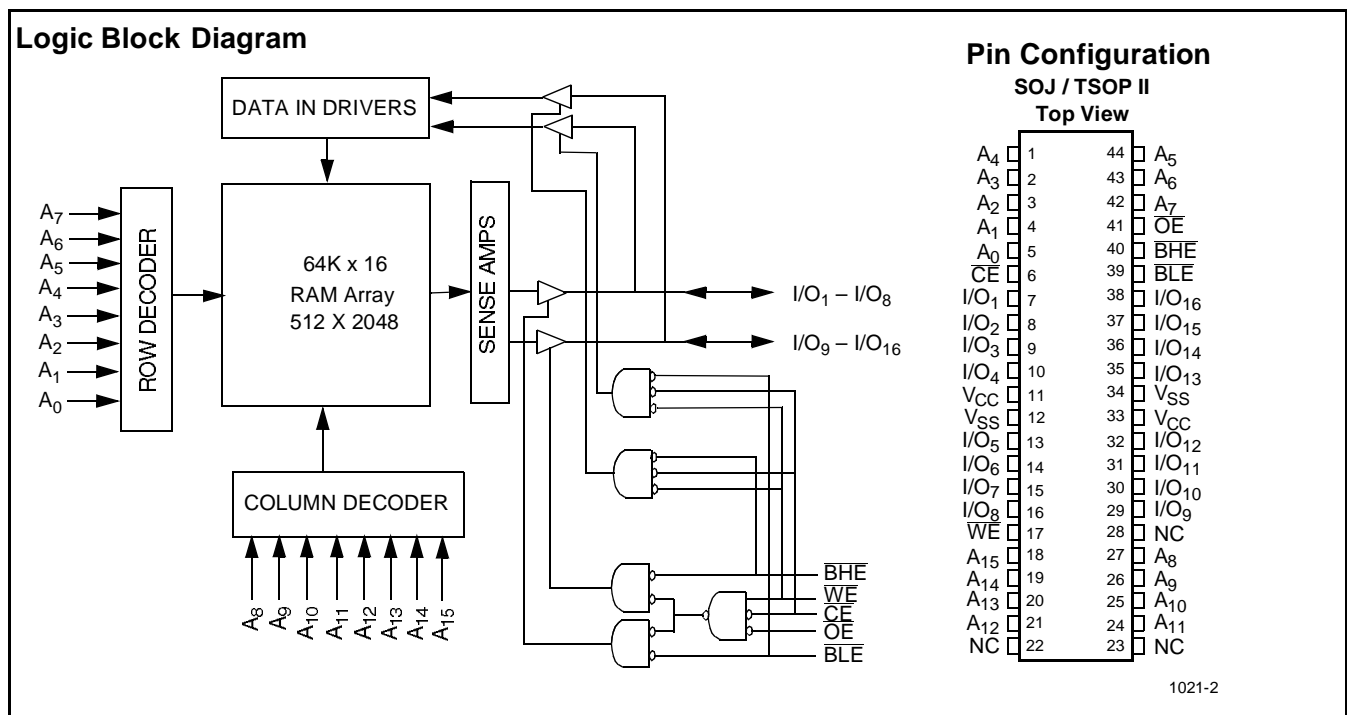 Logic Block Diagram
DATA IN DRIVERS
A7
A6
A5
A4
A3
A2
A1
A0
ROW DECODER
64K x 16
RAM Array
512 X 2048
SENSE AMPS
I/O1 – I/O8
I/O9 – I/O16
COLUMN DECODER
A8
A9
A10
A11
A12
A13
A14
A15
BHE
WE
CE
OE
BLE
Pin Configuration
SOJ / TSOP II
Top View
A4 1 44 A5
A3 2 43 A6
A2 3 42 A7
A1 4 41 OE
A0 5 40 BHE
CE 6 39 BLE
I/O1 7 38 I/O16
I/O2 8 37 I/O15
I/O3 9 36 I/O14
I/O4 10 35 I/O13
VCC 11 34 VSS
VSS 12 33 VCC
I/O5 13 32 I/O12
I/O6 14 31 I/O11
I/O7 15 30 I/O10
I/O8 16 29 I/O9
WE 17 28 NC
A15 18 27 A8
A14 19 26 A9
A13 20 25 A10
A12 21 24 A11
NC 22 23 NC
1021-2